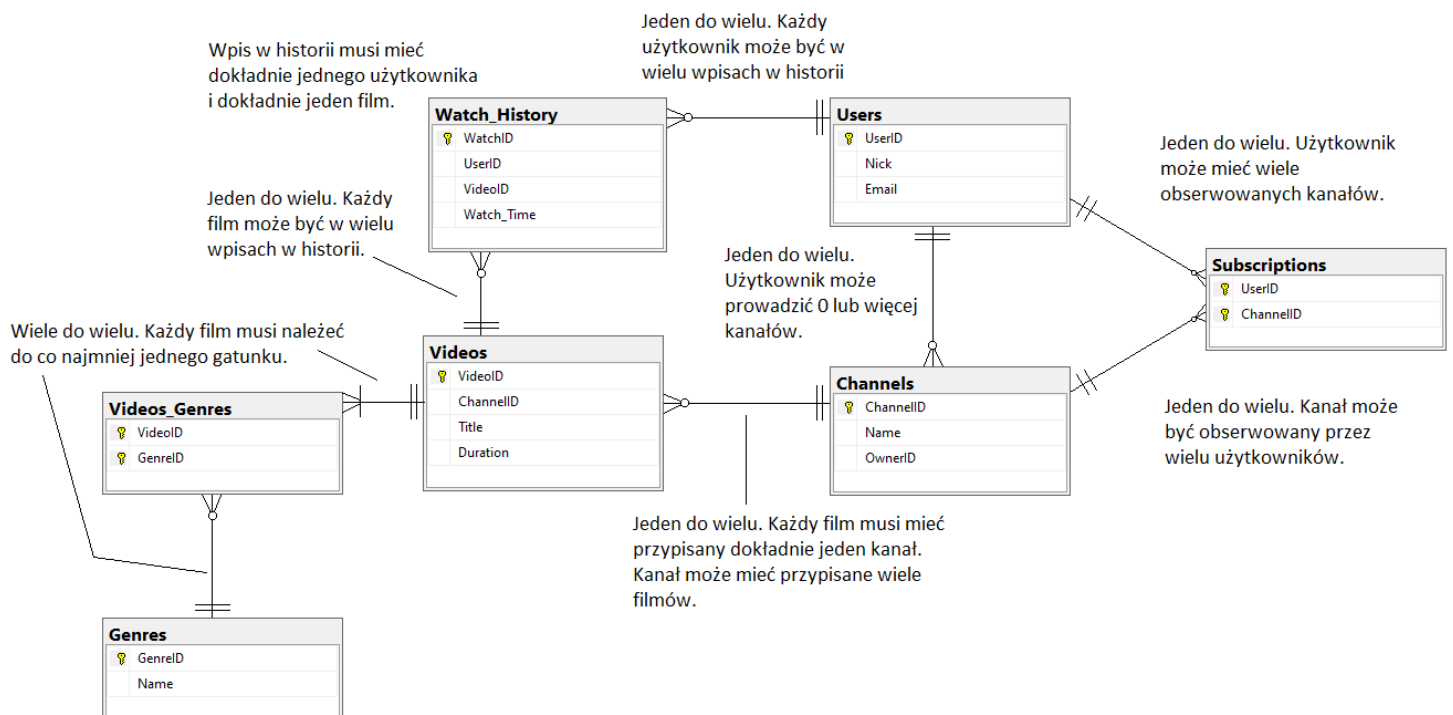 Jeden do wielu. Każdy
użytkownik może być w
wielu wpisach w historii
Wpis w historii musi mieć
dokładnie jednego użytkownika
i dokładnie jeden film.
Watch_History
WatchID
UserID
VideoID
Watch_Time
Users
UserID
Nick
Email
Jeden do wielu. Użytkownik
może mieć wiele
obserwowanych kanałów.
Jeden do wielu. Każdy
film może być w wielu
wpisach w historii.
Jeden do wielu.
Użytkownik może
prowadzić 0 lub więcej
kanałów.
Subscriptions
UserID
ChannelID
Wiele do wielu. Każdy film musi należeć
do co najmniej jednego gatunku.
Videos
VideoID
ChannelID
Title
Duration
Channels
ChannelID
Name
OwnerID
Videos_Genres
VideoID
GenreID
Jeden do wielu. Kanał może
być obserwowany przez
wielu użytkowników.
Jeden do wielu. Każdy film musi mieć
przypisany dokładnie jeden kanał.
Kanał może mieć przypisane wiele
filmów.
Genres
GenreID
Name